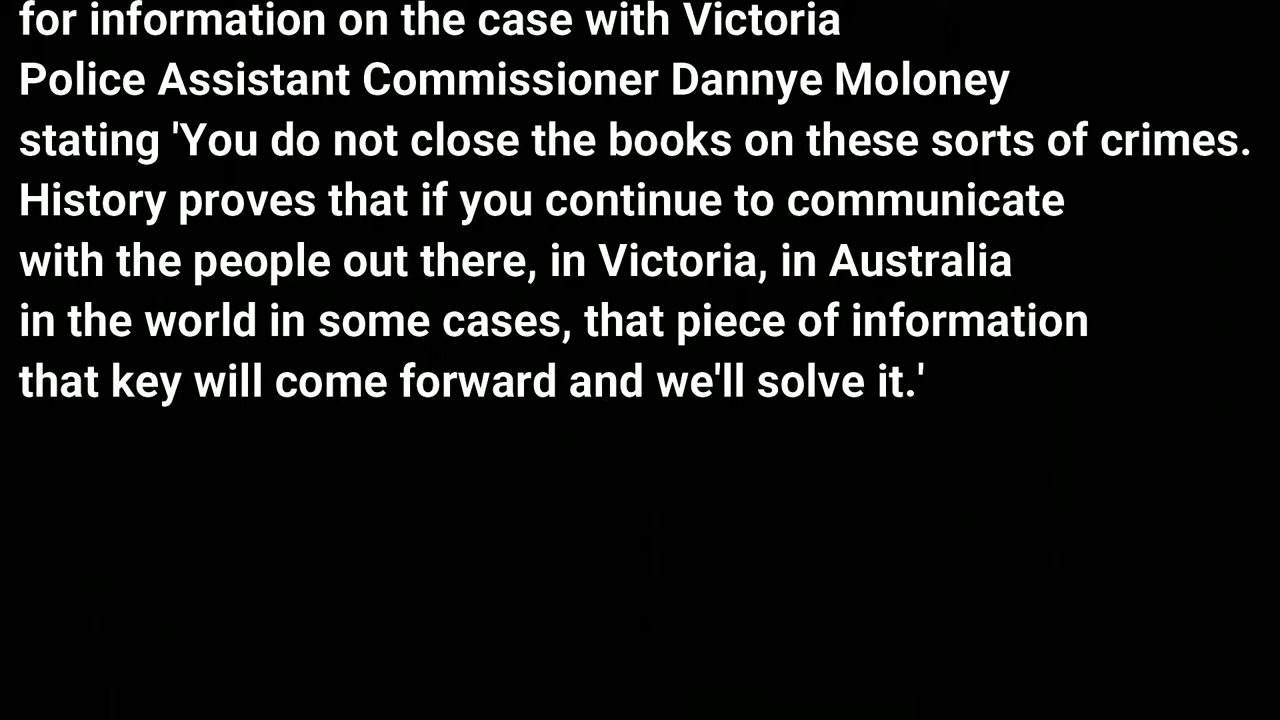 for information on the case with Victoria
Police Assistant Commissioner Dannye Moloney
stating 'You do not close the books on these sorts of crimes.
History proves that if you continue to communicate
with the people out there, in Victoria, in Australia
in the world in some cases, that piece of information
that key will come forward and we'll solve it.'